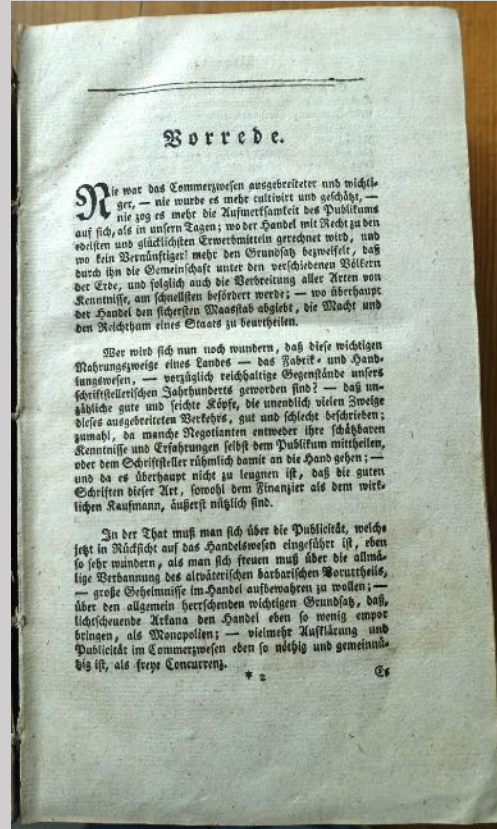 Vorrede.
Nie war das Commerzwesen ausgebreiteter und wichti-
ger, — nie wurde es mehr cultivirt und geschätzt, —
nie zog es mehr die Aufmerksamkeit des Publikums
auf sich, als in unsern Tagen; wo der Handel mit Recht zu den
edelsten und glücklichsten Erwerbmitteln gerechnet wird, und
wo kein Vernünftiger mehr den Grundsatz bezweifelt, daß
durch ihn die Gemeinschaft unter den verschiedenen Völkern
der Erde, und folglich auch die Verbreitung aller Arten von
Kenntnisse, am schnellsten befördert werde; — wo überhaupt
der Handel den sichersten Maasstab abgiebt, die Macht und
den Reichthum eines Staats zu beurtheilen.
Wer wird sich nun noch wundern, daß diese wichtigen
Nahrungszweige eines Landes — das Fabrik- und Hand-
lungswesen, — vorzüglich reichhaltige Gegenstände unsers
schriftstellerischen Jahrhunderts geworden sind? — daß un-
zähliche gute und seichte Köpfe, die unendlich vielen Zweige
dieses ausgebreiteten Verkehrs, gut und schlecht beschrieben;
zumahl, da manche Negotianten entweder ihre schätzbaren
Kenntnisse und Erfahrungen selbst dem Publikum mittheilen,
oder dem Schriftsteller rühmlich damit an die Hand gehen; —
und da es überhaupt nicht zu leugnen ist, daß die guten
Schriften dieser Art, sowohl dem Finanzier als dem wirk-
lichen Kaufmann, äußerst nützlich sind.
In der That muß man sich über die Publicität, welche
jetzt in Rücksicht auf das Handelswesen eingeführt ist, eben
so sehr wundern, als man sich freuen muß über die allmä-
lige Verbannung des altväterischen barbarischen Vorurtheils,
— große Geheimnisse im Handel aufbewahren zu wollen; —
über den allgemein herrschenden wichtigen Grundsatz, daß,
lichtscheuende Arkana den Handel eben so wenig empor
bringen, als Monopolien; — vielmehr Aufklärung und
Publicität im Commerzwesen eben so nöthig und gemeinnü-
tzig ist, als freye Concurrenz.
* 2
Es